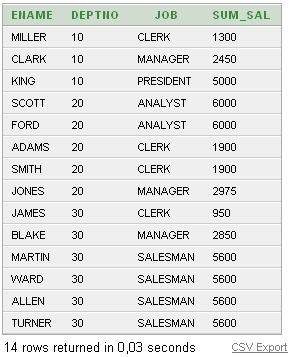 ENAME DEPTNO JOB SUM_SAL
MILLER 10 CLERK 1300
CLARK 10 MANAGER 2450
KING 10 PRESIDENT 5000
SCOTT 20 ANALYST 6000
FORD 20 ANALYST 6000
ADAMS 20 CLERK 1900
SMITH 20 CLERK 1900
JONES 20 MANAGER 2975
JAMES 30 CLERK 950
BLAKE 30 MANAGER 2850
MARTIN 30 SALESMAN 5600
WARD 30 SALESMAN 5600
ALLEN 30 SALESMAN 5600
TURNER 30 SALESMAN 5600
14 rows returned in 0,03 seconds CSV Export